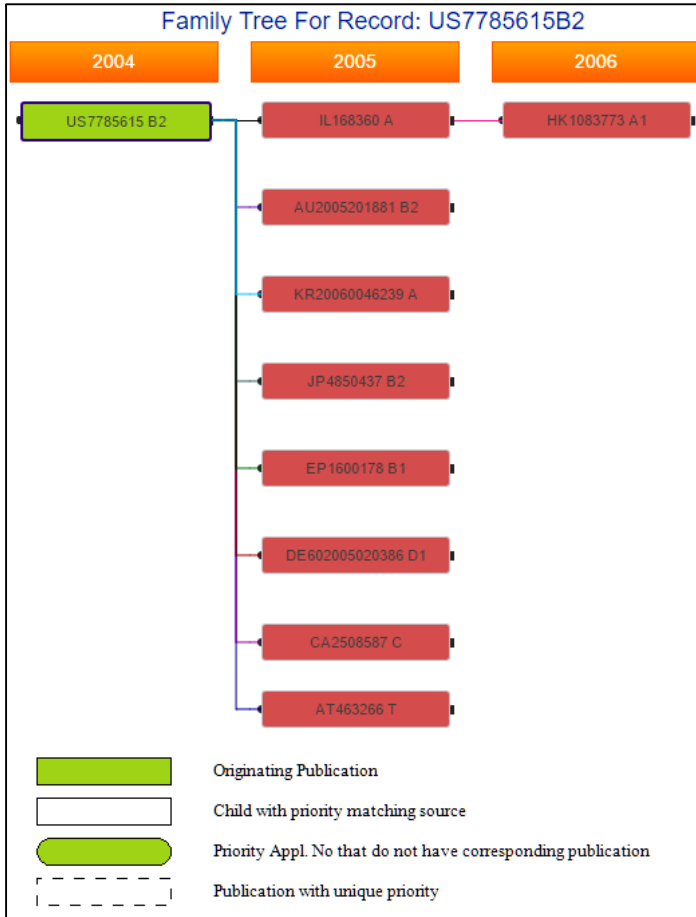 Family Tree For Record: US7785615B2
2004 2005 2006
US7785615 B2 IL168360 A HK1083773 A1
AU2005201881 B2
KR20060046239 A
JP4850437 B2
EP1600178 B1
DE602005020386 D1
CA2508587 C
AT463266 T
Originating Publication
Child with priority matching source
Priority Appl. No that do not have corresponding publication
Publication with unique priority